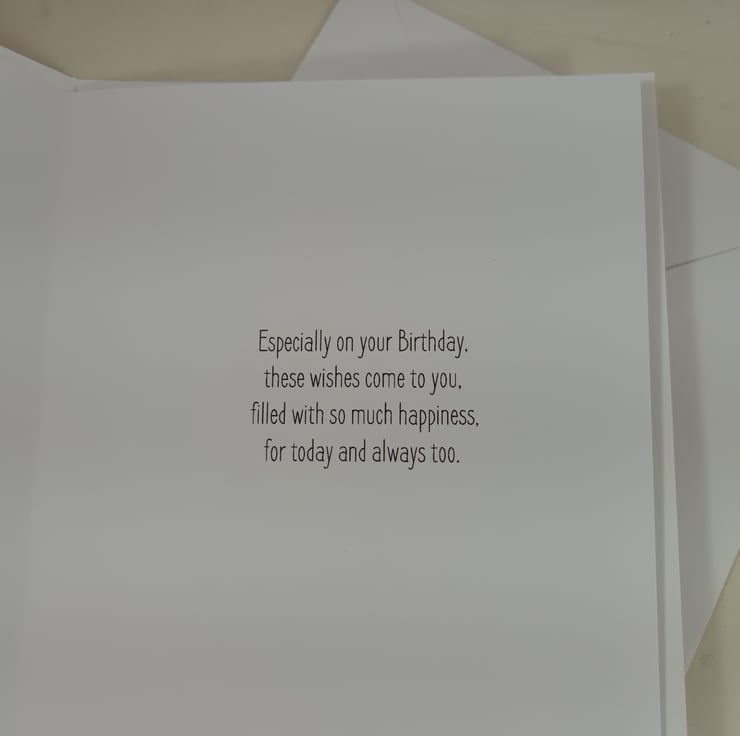 Especially on your Birthday,
these wishes come to you,
filled with so much happiness,
for today and always too.